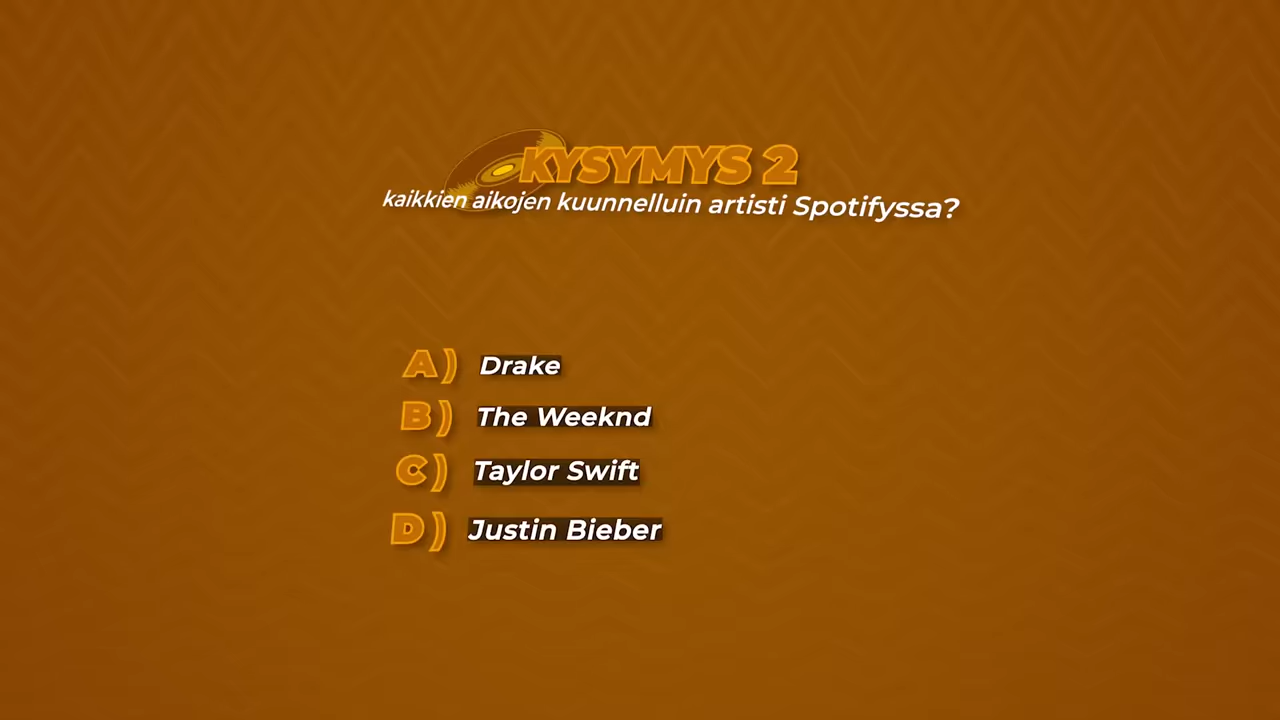 KYSYMYS 2
kaikkien aikojen kuunnelluin artisti Spotifyssa?
A) Drake
B) The Weeknd
C) Taylor Swift
D) Justin Bieber